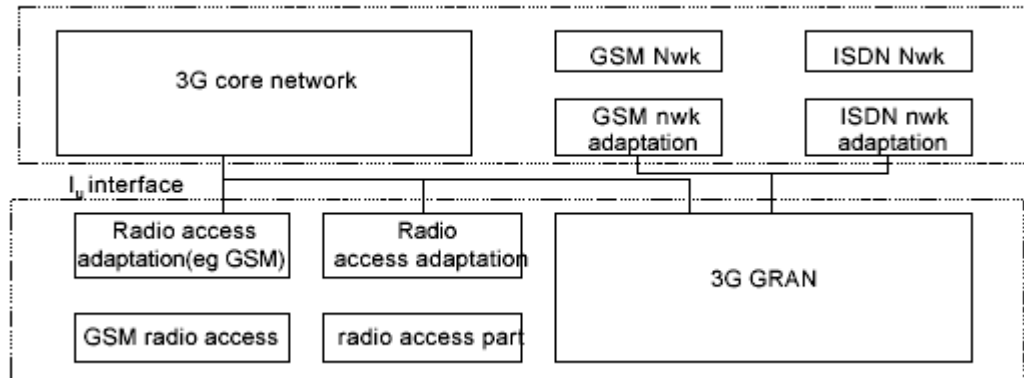 3G core network
GSM Nwk
ISDN Nwk
GSM nwk
adaptation
ISDN nwk
adaptation
Iu interface
Radio access
adaptation(eg GSM)
Radio
access adaptation
3G GRAN
GSM radio access
radio access part